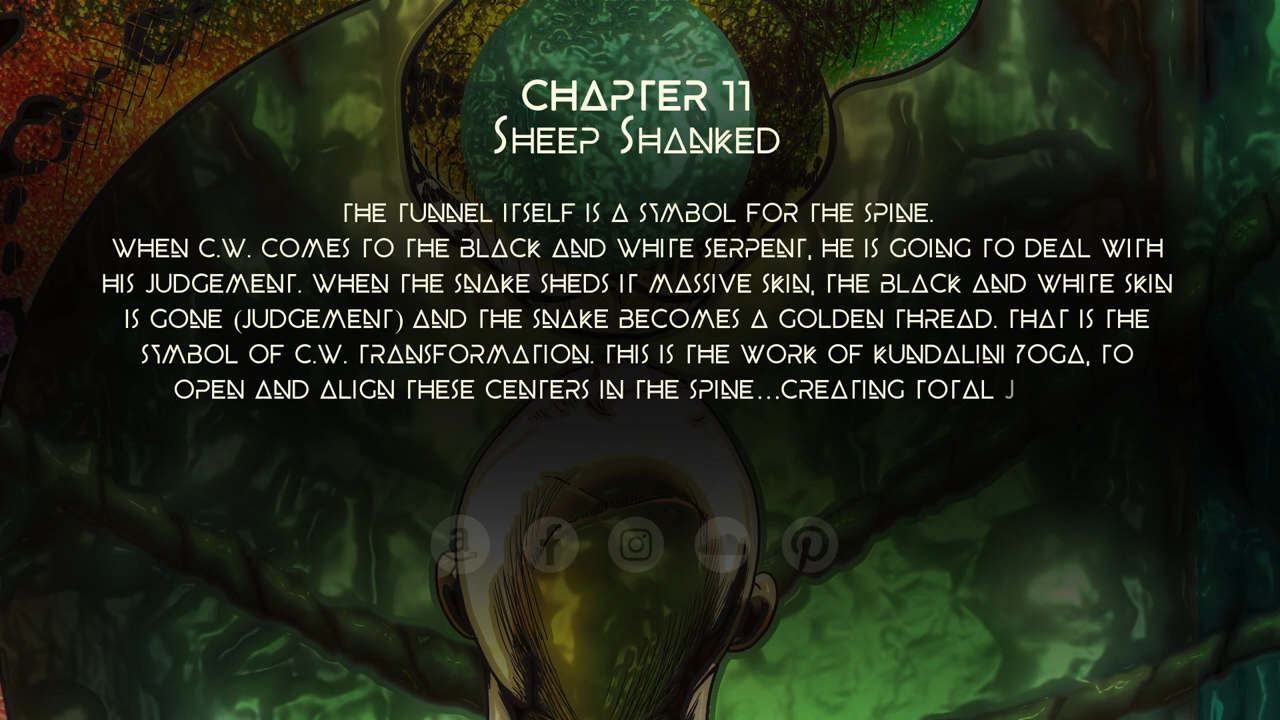 CHAPTER 11
SHEEP SHANKED
THE TUNNEL ITSELF IS A SYMBOL FOR THE SPINE.
WHEN C.W. COMES TO THE BLACK AND WHITE SERPENT, HE IS GOING TO DEAL WITH
HIS JUDGEMENT. WHEN THE SNAKE SHEDS IT MASSIVE SKIN, THE BLACK AND WHITE SKIN
IS GONE (JUDGEMENT) AND THE SNAKE BECOMES A GOLDEN THREAD. THAT IS THE
SYMBOL OF C.W. TRANSFORMATION. THIS IS THE WORK OF KUNDALINI YOGA, TO
OPEN AND ALIGN THESE CENTERS IN THE SPINE...CREATING TOTAL J